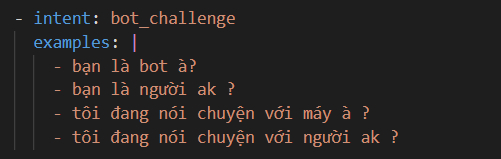 - intent: bot_challenge
examples: |
- bạn là bot à?
- bạn là người ak ?
- tôi đang nói chuyện với máy à ?
- tôi đang nói chuyện với người ak ?